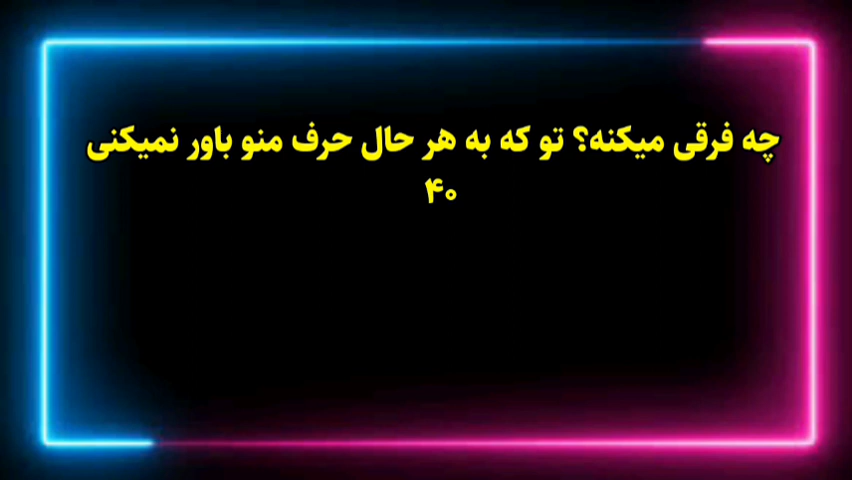 چه فرقی میکنه؟ تو که به هر حال حرف منو باور نمیکنی
۴۰